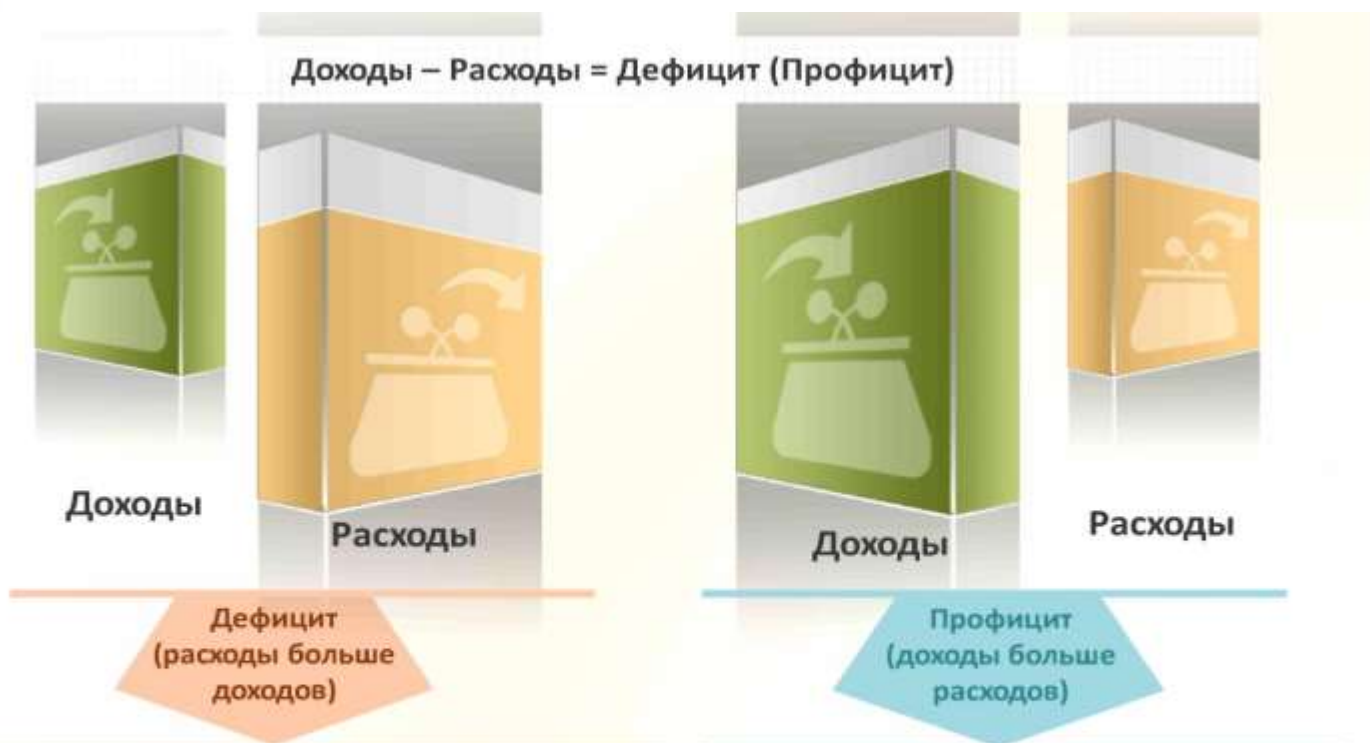 Доходы – Расходы = Дефицит (Профицит)
Доходы
Расходы
Доходы
Расходы
Дефицит
(расходы больше
доходов)
Профицит
(доходы больше
расходов)